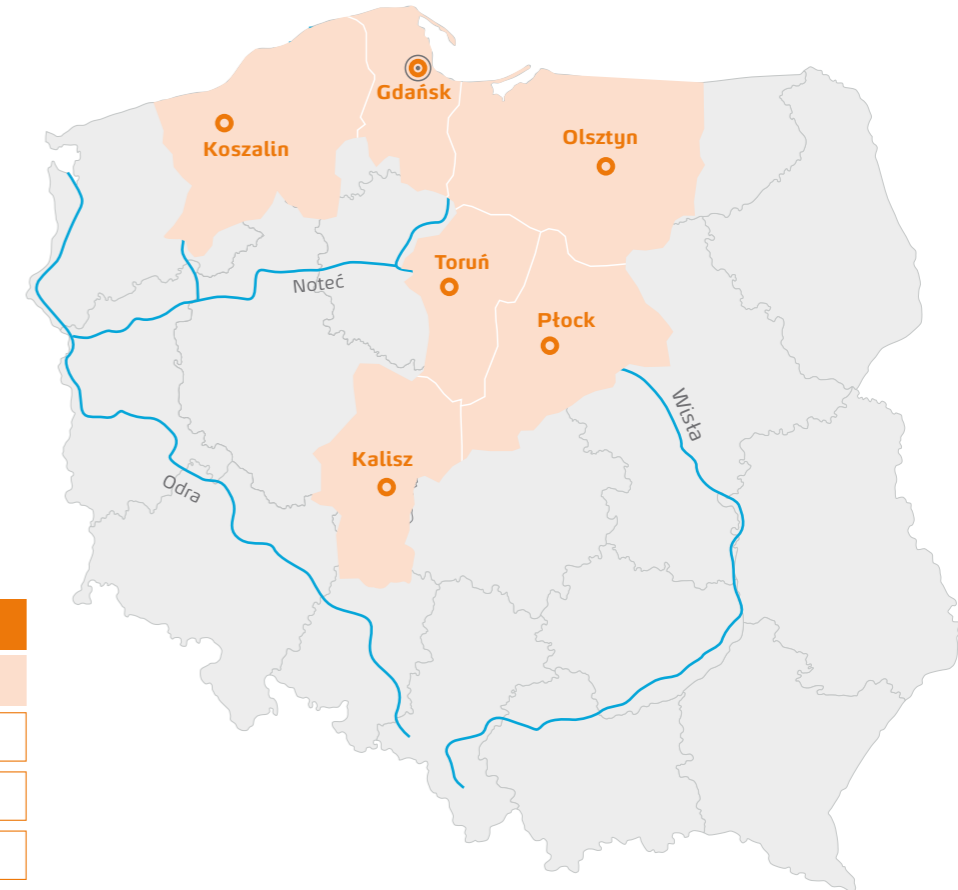 Gdańsk
Koszalin
Olsztyn
Toruń
Noteć
Płock
Wisła
Kalisz
Odra